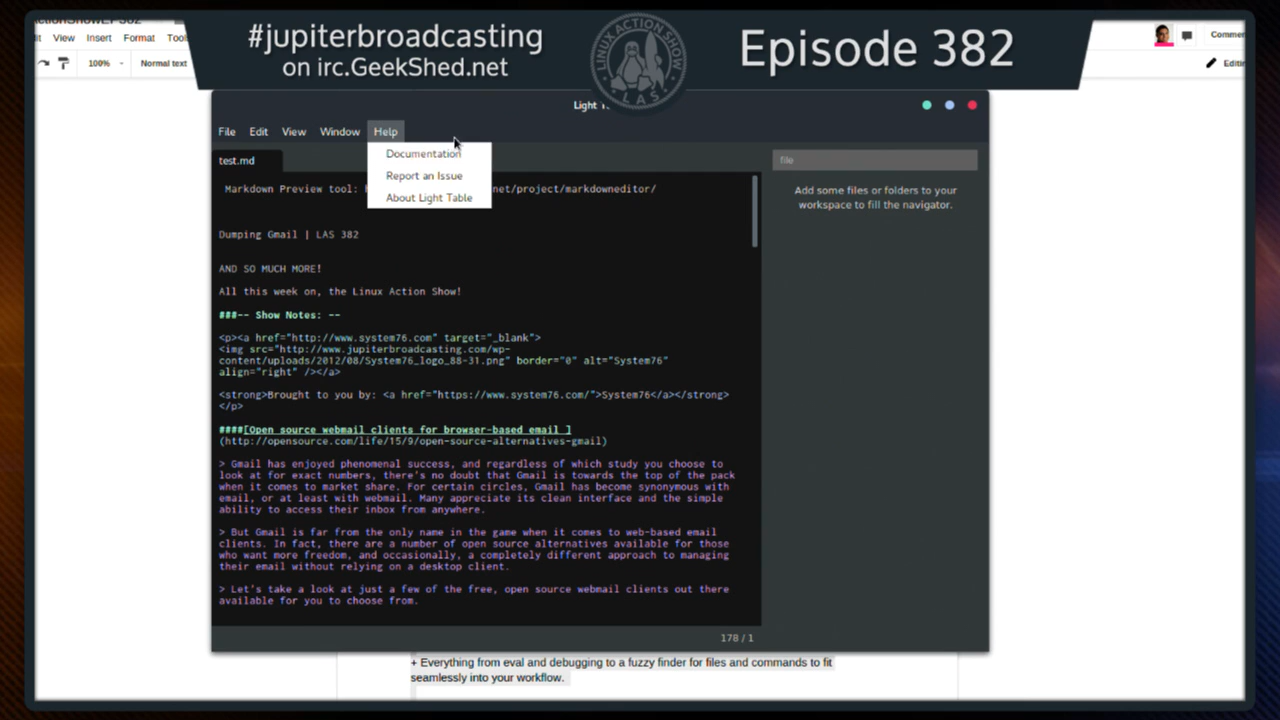 #jupiterbroadcasting
on irc.GeekShed.net
LINUX ACTION SHOW
LAS
Episode 382
View Insert Format
100% Normal text
Light
File Edit View Window Help
Documentation
Report an Issue
About Light Table
test.md
file
Add some files or folders to your
workspace to fill the navigator.
Markdown Preview tool: net/project/markdowneditor/
Dumping Gmail | LAS 382
AND SO MUCH MORE!
All this week on, the Linux Action Show!
###-- Show Notes: --
<p><a href="http://www.system76.com" target="_blank">
<img src="http://www.jupiterbroadcasting.com/wp-
content/uploads/2012/08/System76_logo_88-31.png" border="0" alt="System76"
align="right" /></a>
<strong>Brought to you by: <a href="https://www.system76.com/">System76</a></strong>
</p>
####[Open source webmail clients for browser-based email ]
(http://opensource.com/life/15/9/open-source-alternatives-gmail)
> Gmail has enjoyed phenomenal success, and regardless of which study you choose to
look at for exact numbers, there's no doubt that Gmail is towards the top of the pack
when it comes to market share. For certain circles, Gmail has become synonymous with
email, or at least with webmail. Many appreciate its clean interface and the simple
ability to access their inbox from anywhere.
> But Gmail is far from the only name in the game when it comes to web-based email
clients. In fact, there are a number of open source alternatives available for those
who want more freedom, and occasionally, a completely different approach to managing
their email without relying on a desktop client.
> Let's take a look at just a few of the free, open source webmail clients out there
available for you to choose from.
178 / 1
+ Everything from eval and debugging to a fuzzy finder for files and commands to fit
seamlessly into your workflow.